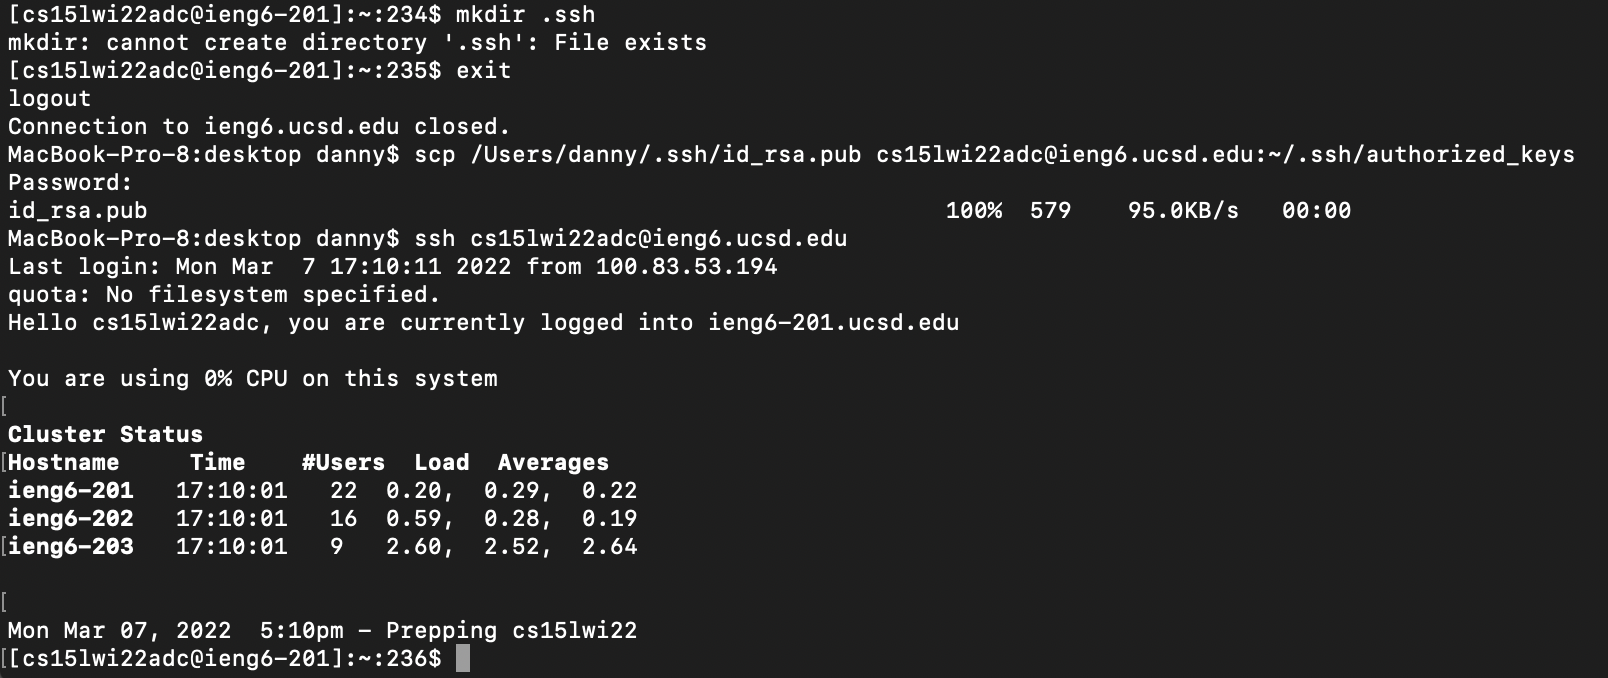 [cs15lwi22adc@ieng6-201]:~:234$ mkdir .ssh
mkdir: cannot create directory '.ssh': File exists
[cs15lwi22adc@ieng6-201]:~:235$ exit
logout
Connection to ieng6.ucsd.edu closed.
MacBook-Pro-8:desktop danny$ scp /Users/danny/.ssh/id_rsa.pub cs15lwi22adc@ieng6.ucsd.edu:~/.ssh/authorized_keys
Password:
id_rsa.pub 100% 579 95.0KB/s 00:00
MacBook-Pro-8:desktop danny$ ssh cs15lwi22adc@ieng6.ucsd.edu
Last login: Mon Mar  7 17:10:11 2022 from 100.83.53.194
quota: No filesystem specified.
Hello cs15lwi22adc, you are currently logged into ieng6-201.ucsd.edu
You are using 0% CPU on this system
[
Cluster Status
[Hostname Time #Users Load Averages
ieng6-201 17:10:01 22 0.20, 0.29, 0.22
ieng6-202 17:10:01 16 0.59, 0.28, 0.19
[ieng6-203 17:10:01 9 2.60, 2.52, 2.64
[
Mon Mar 07, 2022  5:10pm - Prepping cs15lwi22
[[cs15lwi22adc@ieng6-201]:~:236$